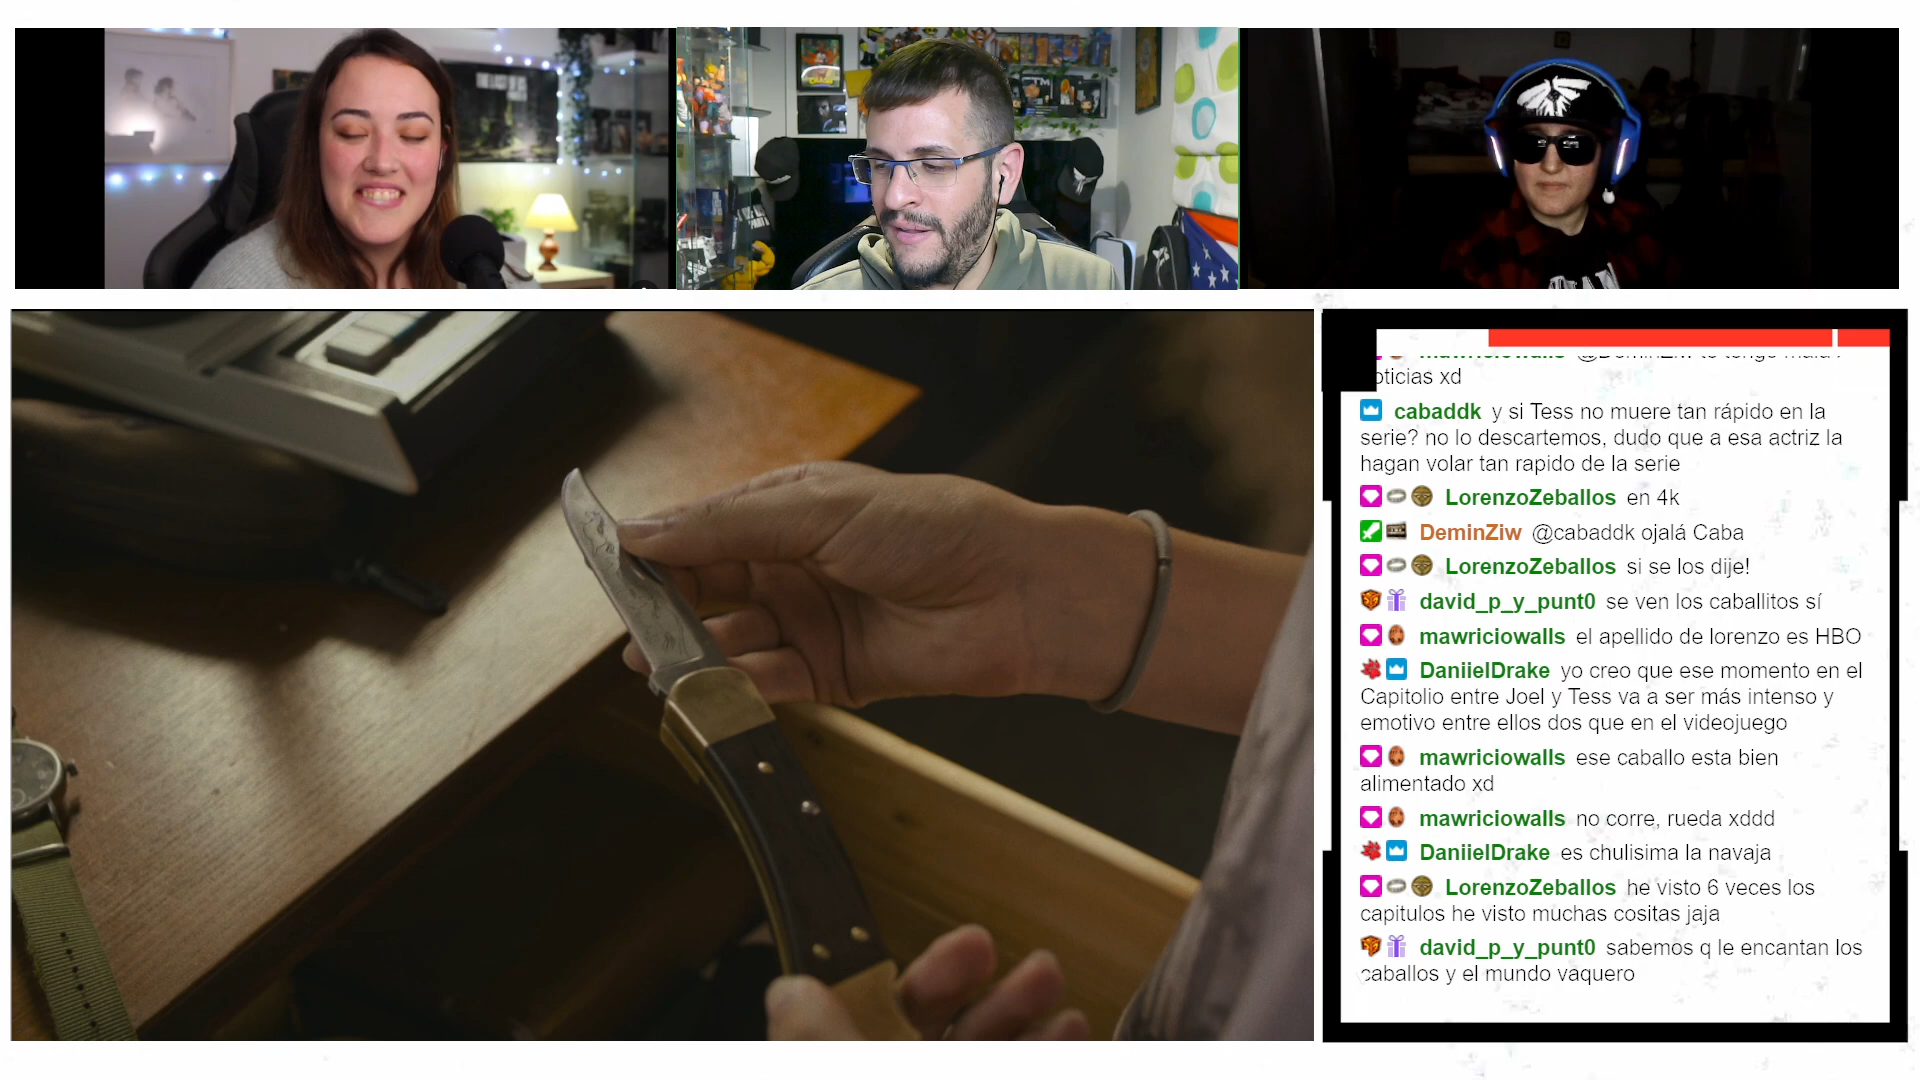 THE LAST OF US
oticias xd
cabaddk y si Tess no muere tan rápido en la
serie? no lo descartemos, dudo que a esa actriz la
hagan volar tan rapido de la serie
LorenzoZeballos en 4k
DeminZiw @cabaddk ojalá Caba
LorenzoZeballos si se los dije!
david_p_y_punt0 se ven los caballitos sí
mawriciowalls el apellido de lorenzo es HBO
DaniielDrake yo creo que ese momento en el
Capitolio entre Joel y Tess va a ser más intenso y
emotivo entre ellos dos que en el videojuego
mawriciowalls ese caballo esta bien
alimentado xd
mawriciowalls no corre, rueda xddd
DaniielDrake es chulisima la navaja
LorenzoZeballos he visto 6 veces los
capitulos he visto muchas cositas jaja
david_p_y_punt0 sabemos q le encantan los
caballos y el mundo vaquero